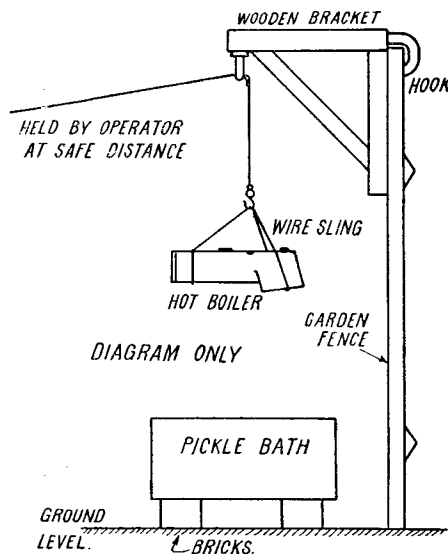 WOODEN BRACKET
HOOK
HELD BY OPERATOR
AT SAFE DISTANCE
WIRE SLING
HOT BOILER
GARDEN
FENCE
DIAGRAM ONLY
PICKLE BATH
GROUND
LEVEL.
BRICKS.